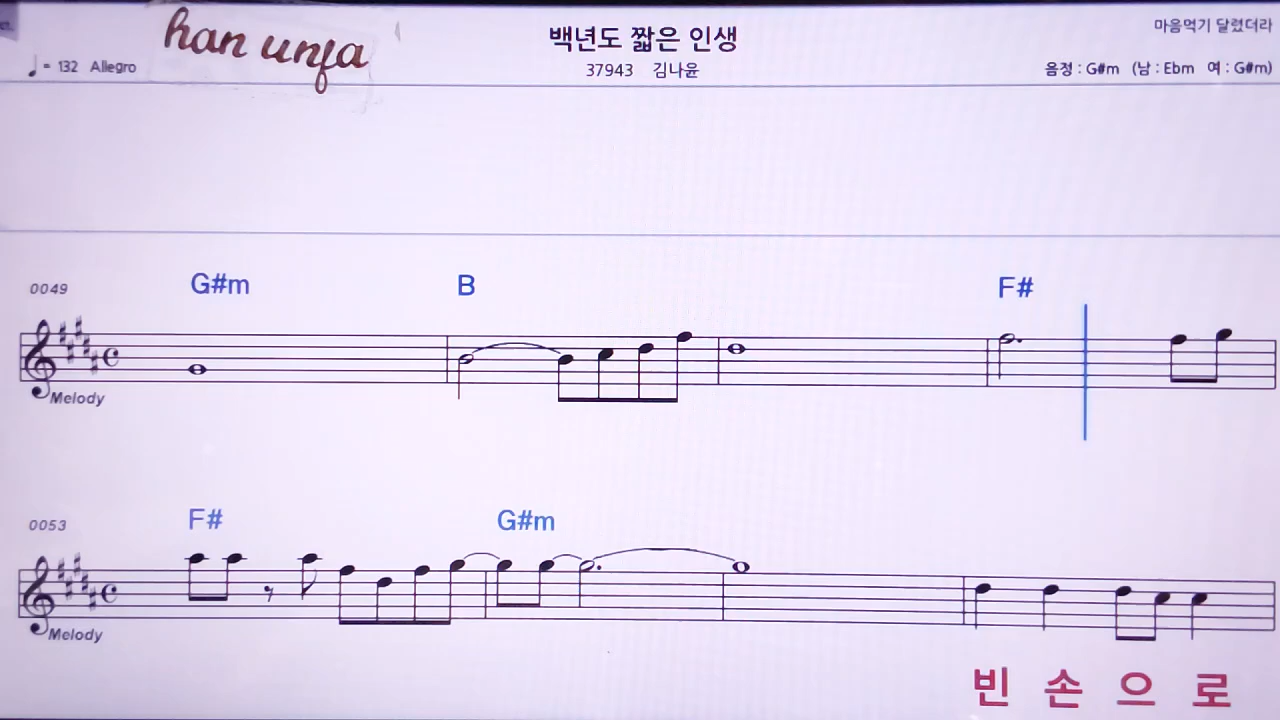 han unfa
백년도 짧은 인생
마음먹기 달렸더라
♩= 132 Allegro
37943 김나윤
음정 : G#m (남 : Ebm 여 : G#m)
G#m B F#
0049
Melody
F# G#m
0053
Melody
빈 손 으 로